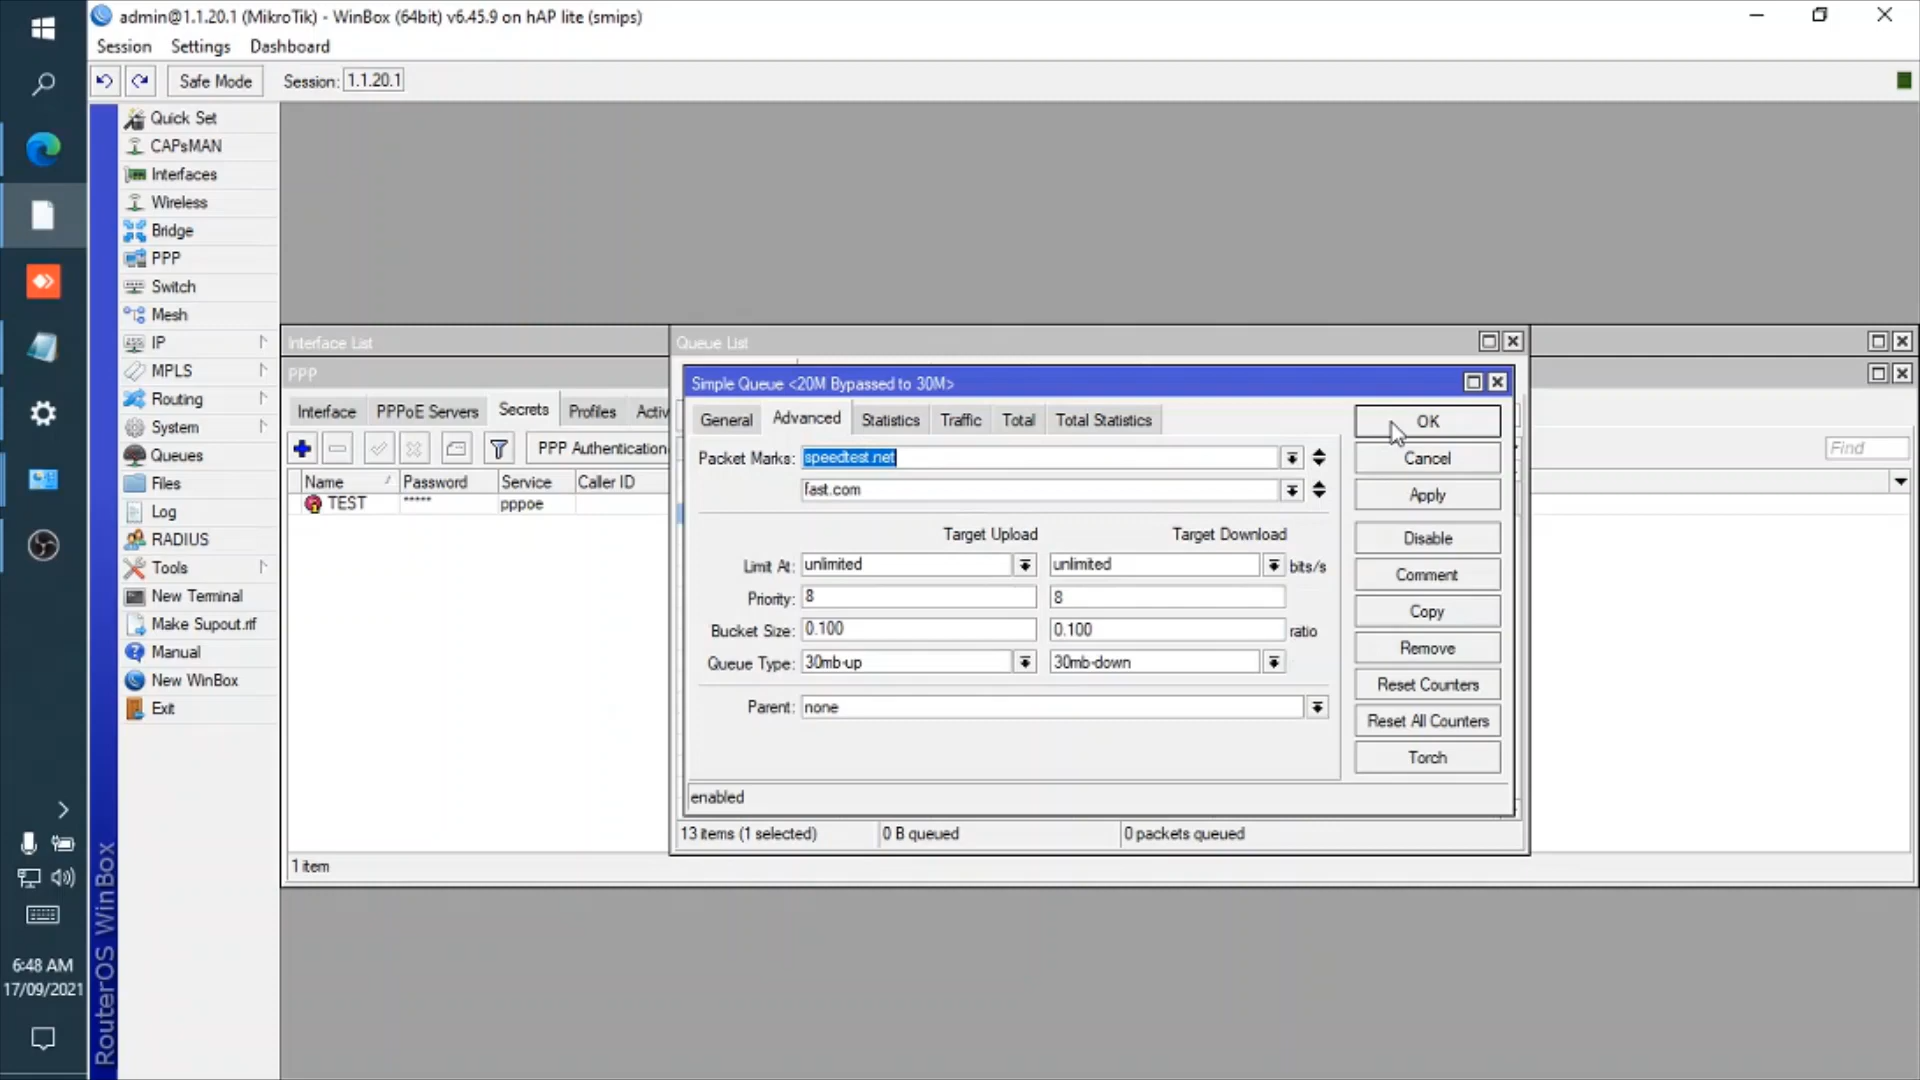 admin@1.1.20.1 (MikroTik) - WinBox (64bit) v6.45.9 on hAP lite (smips)
Session Settings Dashboard
Safe Mode Session: 1.1.20.1
Quick Set
CAPsMAN
Interfaces
Wireless
Bridge
PPP
Switch
Mesh
IP
MPLS
Routing
System
Queues
Files
Log
RADIUS
Tools
New Terminal
Make Supout.rif
Manual
New WinBox
Exit
RouterOS WinBox
6:48 AM
17/09/2021
Interface List
PPP
Interface PPPoE Servers Secrets Profiles
PPP Authentication
Find
Name Password Service Caller ID
TEST ***** pppoe
1 item
Queue List
Simple Queue <20M Bypassed to 30M>
General Advanced Statistics Traffic Total Total Statistics
Packet Marks: speedtest.net
fast.com
Target Upload Target Download
Limit At: unlimited unlimited bits/s
Priority: 8 8
Bucket Size: 0.100 0.100 ratio
Queue Type: 30mb-up 30mb-down
Parent: none
OK
Cancel
Apply
Disable
Comment
Copy
Remove
Reset Counters
Reset All Counters
Torch
enabled
13 items (1 selected) 0 B queued 0 packets queued